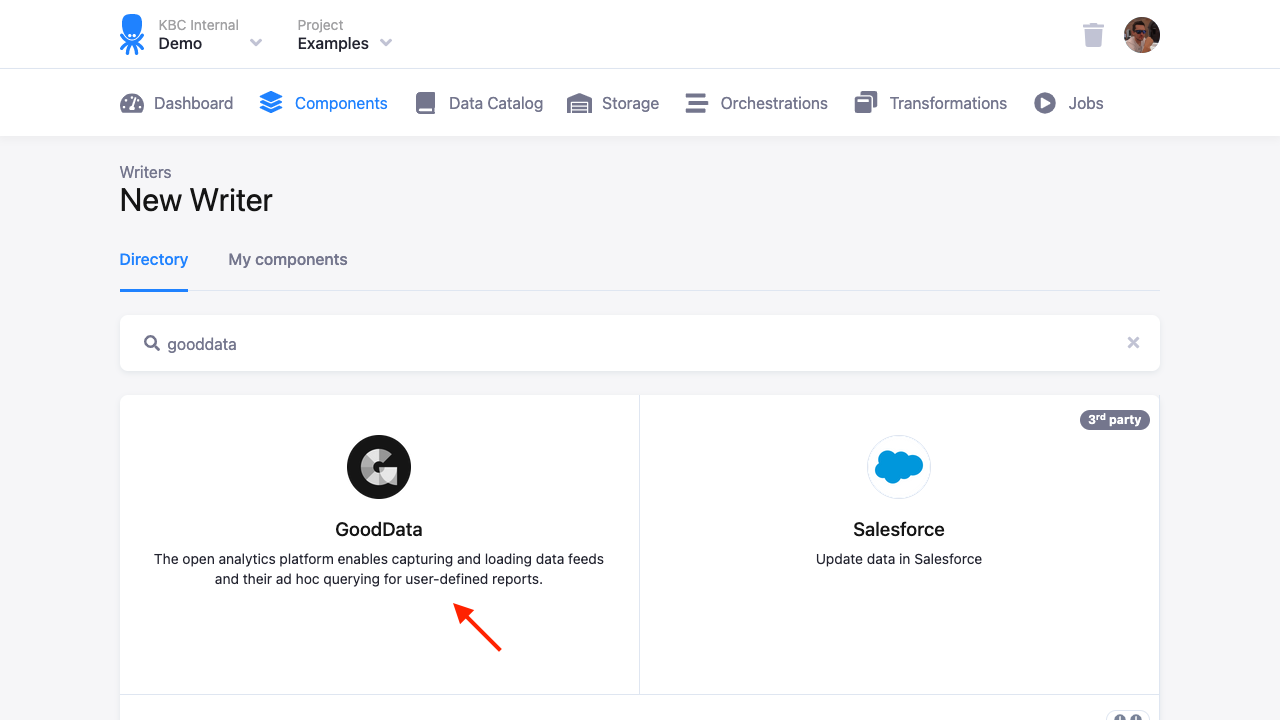 KBC Internal
Demo
Project
Examples
Dashboard
Components
Data Catalog
Storage
Orchestrations
Transformations
Jobs
Writers
New Writer
Directory
My components
gooddata
GoodData
The open analytics platform enables capturing and loading data feeds
and their ad hoc querying for user-defined reports.
3rd party
Salesforce
Update data in Salesforce